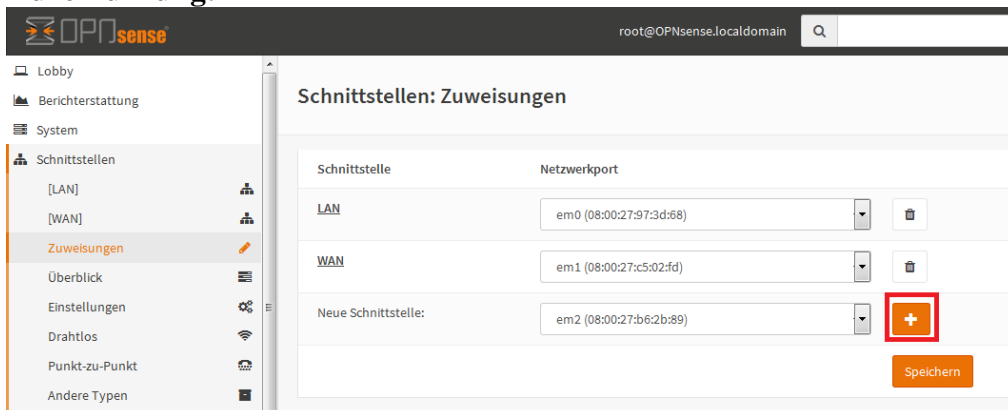 OPNsense
root@OPNsense.localdomain
Lobby
Berichterstattung
System
Schnittstellen
[LAN]
[WAN]
Zuweisungen
Überblick
Einstellungen
Drahtlos
Punkt-zu-Punkt
Andere Typen
Schnittstellen: Zuweisungen
Schnittstelle Netzwerkport
LAN em0 (08:00:27:97:3d:68)
WAN em1 (08:00:27:c5:02:fd)
Neue Schnittstelle: em2 (08:00:27:b6:2b:89)
Speichern